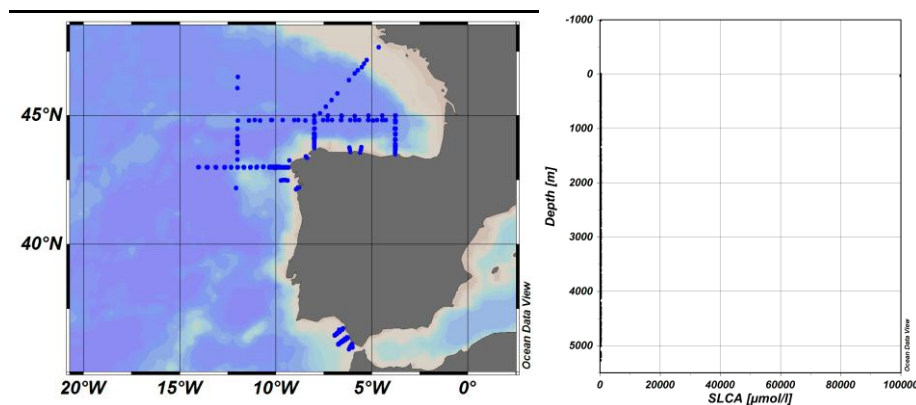 45°N
40°N
20°W 15°W 10°W 5°W 0°
Ocean Data View
-1000
0
1000
2000
3000
4000
5000
Depth [m]
0 20000 40000 60000 80000 100000
SLCA [µmol/l]
Ocean Data View